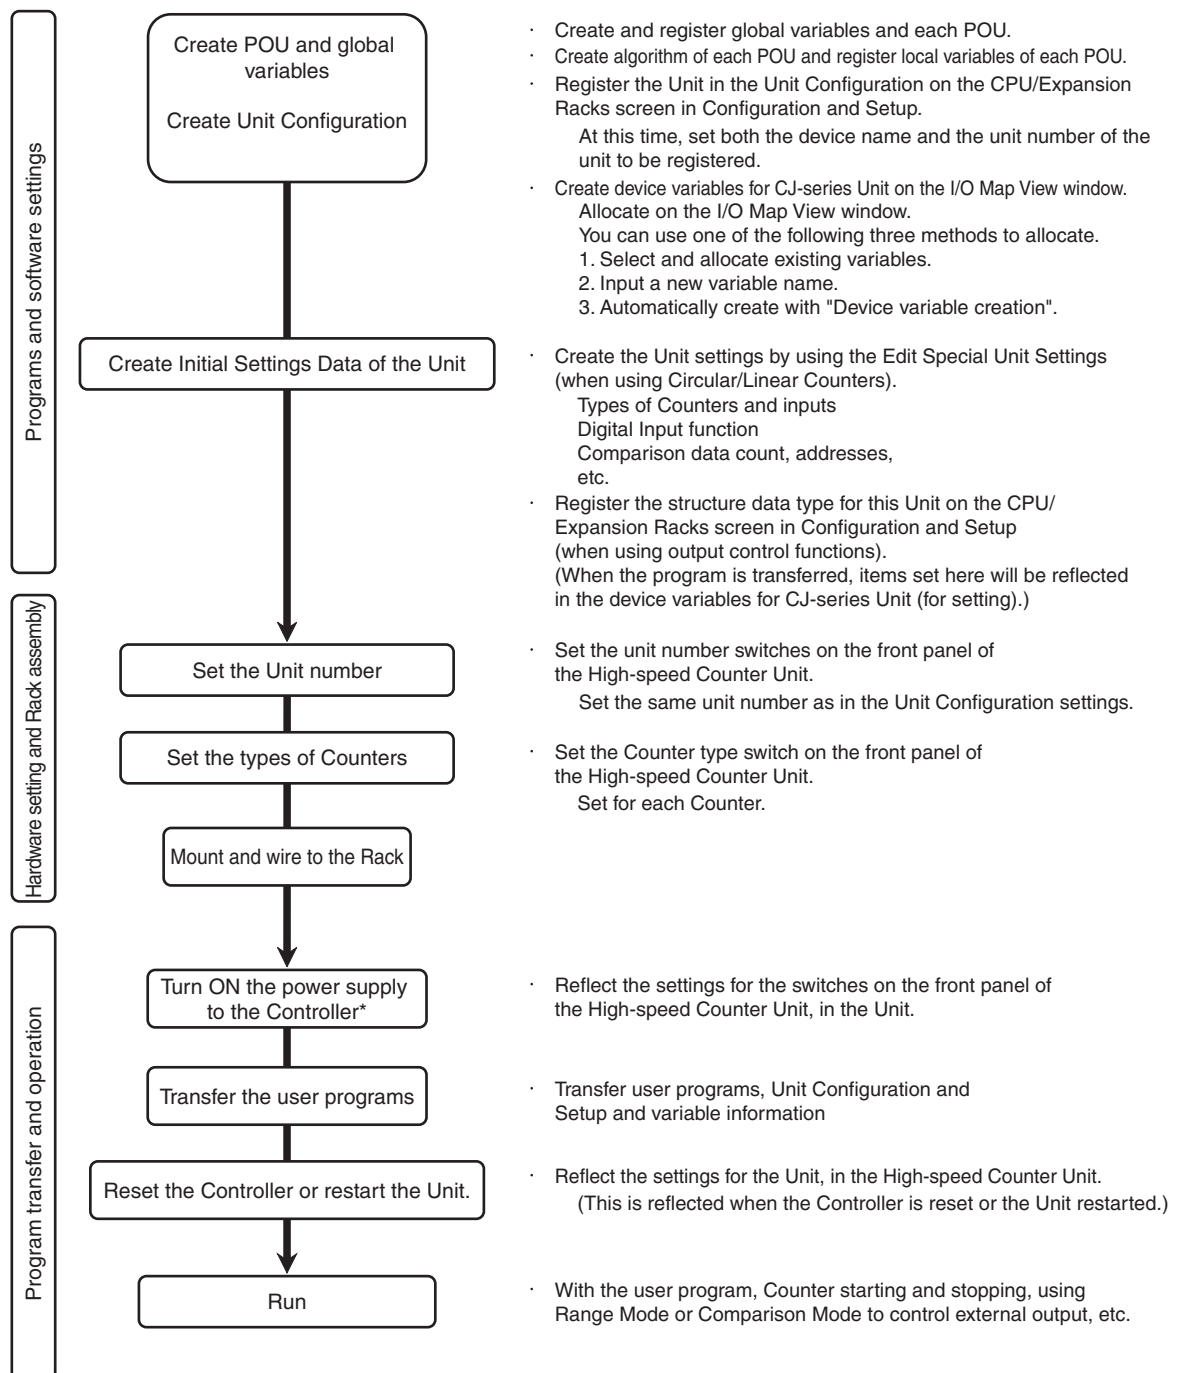 Programs and software settings
Create POU and global
variables
Create Unit Configuration
· Create and register global variables and each POU.
· Create algorithm of each POU and register local variables of each POU.
· Register the Unit in the Unit Configuration on the CPU/Expansion
Racks screen in Configuration and Setup.
At this time, set both the device name and the unit number of the
unit to be registered.
· Create device variables for CJ-series Unit on the I/O Map View window.
Allocate on the I/O Map View window.
You can use one of the following three methods to allocate.
1. Select and allocate existing variables.
2. Input a new variable name.
3. Automatically create with "Device variable creation".
Create Initial Settings Data of the Unit
· Create the Unit settings by using the Edit Special Unit Settings
(when using Circular/Linear Counters).
Types of Counters and inputs
Digital Input function
Comparison data count, addresses,
etc.
· Register the structure data type for this Unit on the CPU/
Expansion Racks screen in Configuration and Setup
(when using output control functions).
(When the program is transferred, items set here will be reflected
in the device variables for CJ-series Unit (for setting).)
Hardware setting and Rack assembly
Set the Unit number
· Set the unit number switches on the front panel of
the High-speed Counter Unit.
Set the same unit number as in the Unit Configuration settings.
Set the types of Counters
· Set the Counter type switch on the front panel of
the High-speed Counter Unit.
Set for each Counter.
Mount and wire to the Rack
Program transfer and operation
Turn ON the power supply
to the Controller*
· Reflect the settings for the switches on the front panel of
the High-speed Counter Unit, in the Unit.
Transfer the user programs
· Transfer user programs, Unit Configuration and
Setup and variable information
Reset the Controller or restart the Unit.
· Reflect the settings for the Unit, in the High-speed Counter Unit.
(This is reflected when the Controller is reset or the Unit restarted.)
Run
· With the user program, Counter starting and stopping, using
Range Mode or Comparison Mode to control external output, etc.